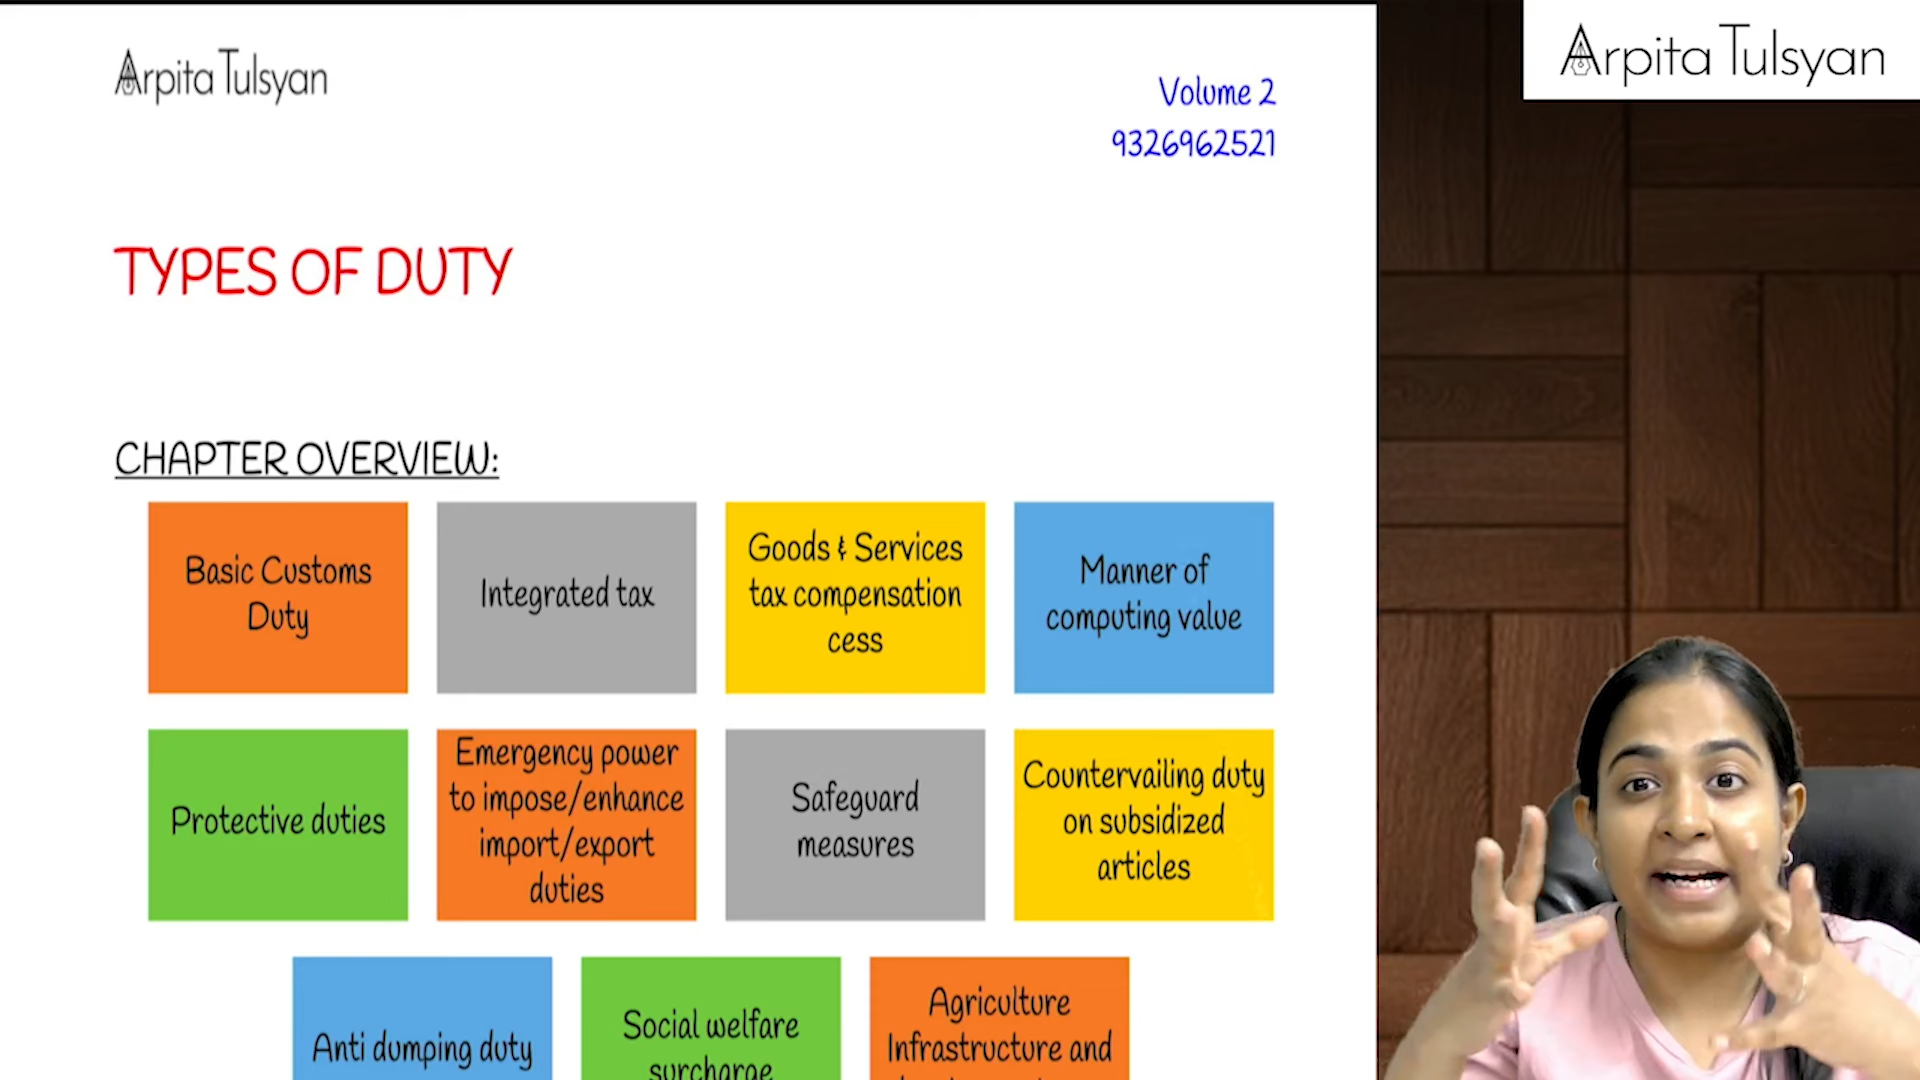 Arpita Tulsyan
Arpita Tulsyan
Volume 2
9326962521
TYPES OF DUTY
CHAPTER OVERVIEW:
Basic Customs
Duty
Integrated tax
Goods & Services
tax compensation
cess
Manner of
computing value
Protective duties
Emergency power
to impose/enhance
import/export
duties
Safeguard
measures
Countervailing duty
on subsidized
articles
Anti dumping duty
Social welfare
surcharge
Agriculture
Infrastructure and